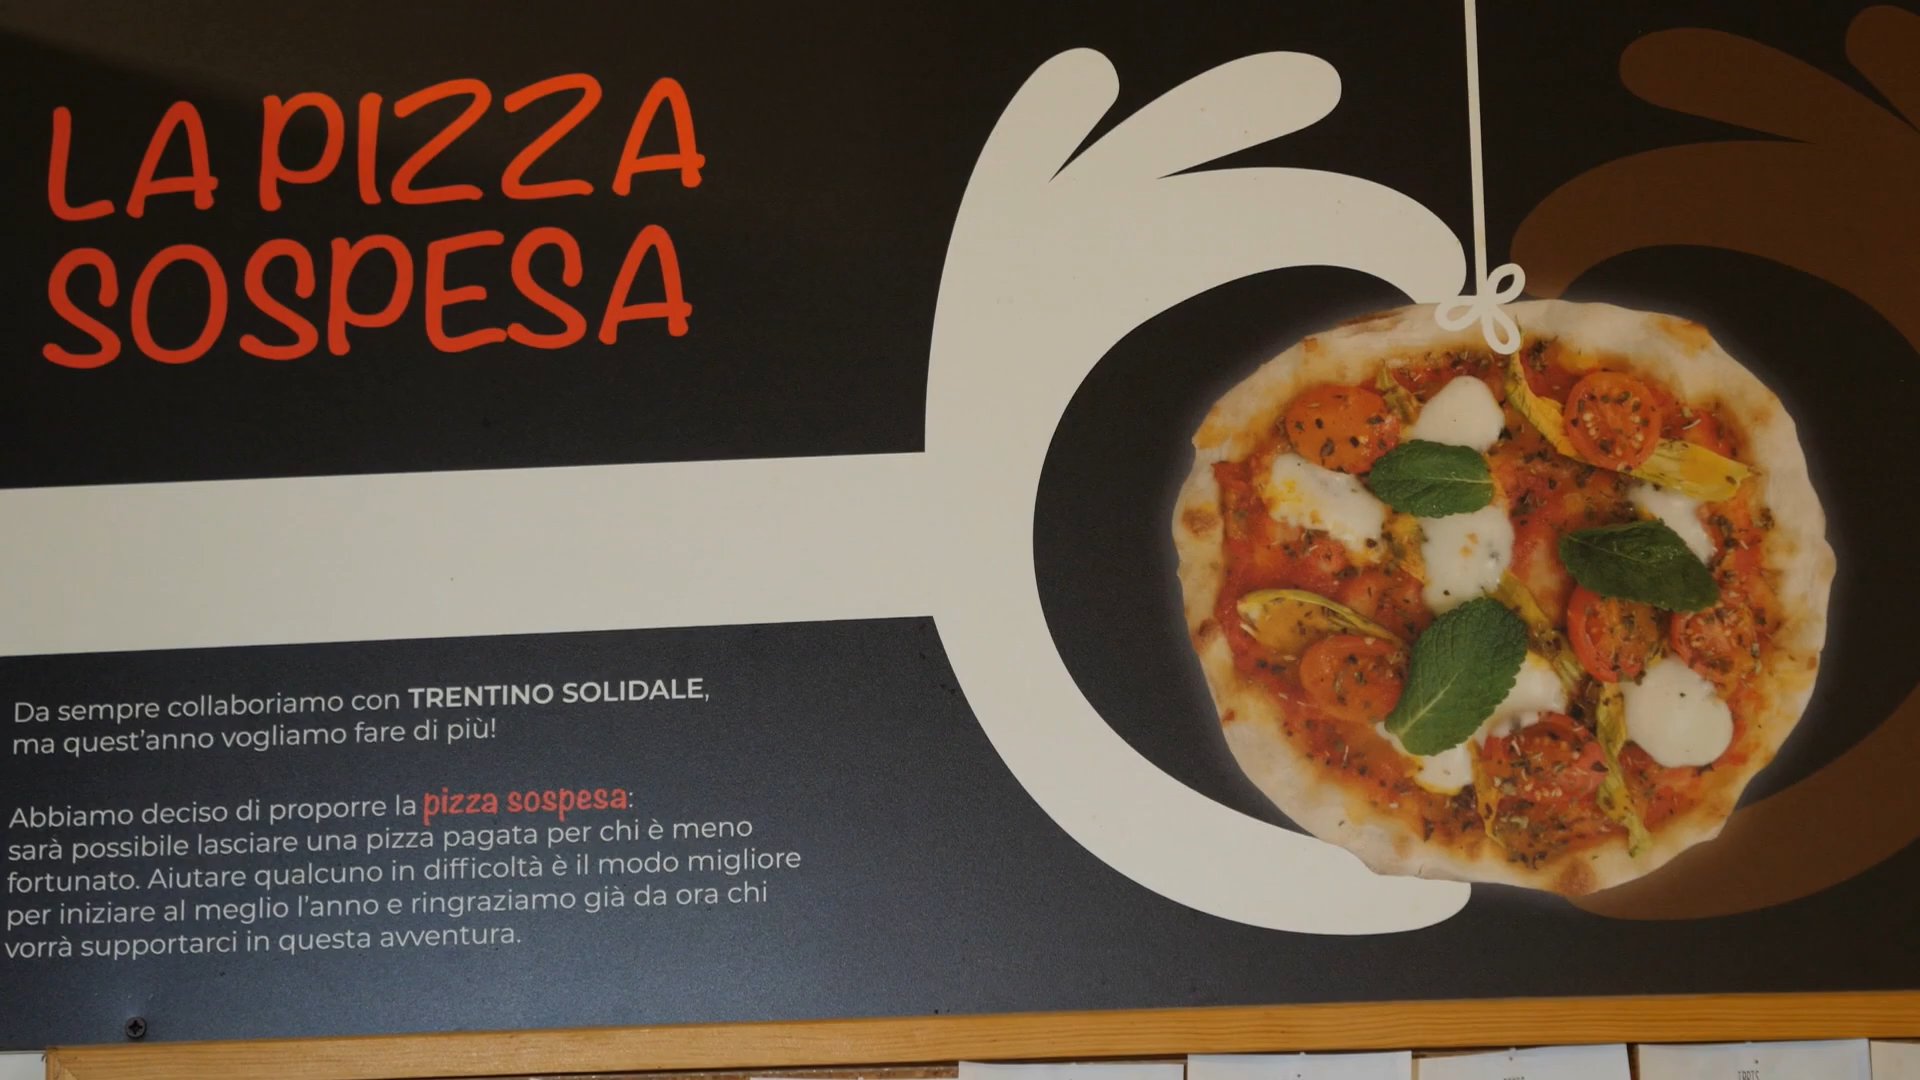 LA PIZZA
SOSPESA
Da sempre collaboriamo con TRENTINO SOLIDALE,
ma quest'anno vogliamo fare di più!
Abbiamo deciso di proporre la pizza sospesa:
sarà possibile lasciare una pizza pagata per chi è meno
fortunato. Aiutare qualcuno in difficoltà è il modo migliore
per iniziare al meglio l'anno e ringraziamo già da ora chi
vorrà supportarci in questa avventura.